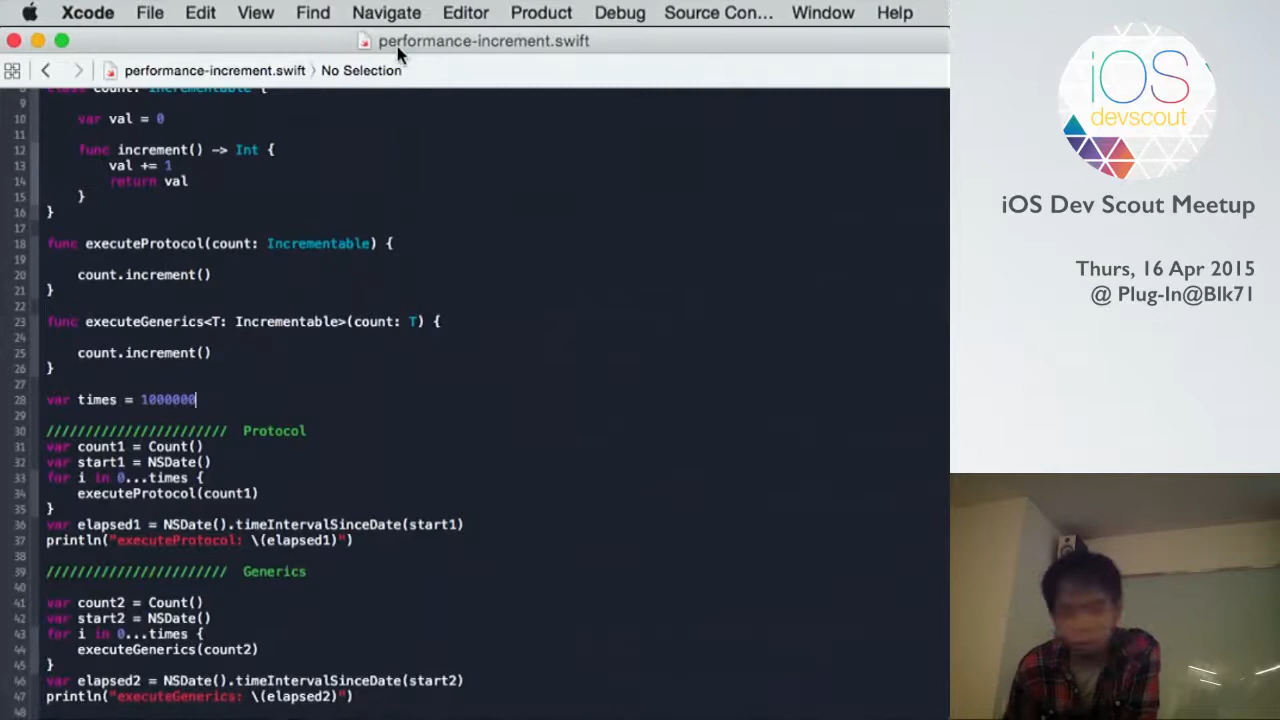 Xcode File Edit View Find Navigate Editor Product Debug Source Con... Window Help
performance-increment.swift
performance-increment.swift 〉 No Selection
8 class Count: Incrementable {
9
10 var val = 0
11
12 func increment() -> Int {
13 val += 1
14 return val
15 }
16 }
17
18 func executeProtocol(count: Incrementable) {
19
20 count.increment()
21 }
22
23 func executeGenerics<T: Incrementable>(count: T) {
24
25 count.increment()
26 }
27
28 var times = 1000000
29
30 /////////////////////// Protocol
31 var count1 = Count()
32 var start1 = NSDate()
33 for i in 0...times {
34 executeProtocol(count1)
35 }
36 var elapsed1 = NSDate().timeIntervalSinceDate(start1)
37 println("executeProtocol: \(elapsed1)")
38
39 /////////////////////// Generics
40
41 var count2 = Count()
42 var start2 = NSDate()
43 for i in 0...times {
44 executeGenerics(count2)
45 }
46 var elapsed2 = NSDate().timeIntervalSinceDate(start2)
47 println("executeGenerics: \(elapsed2)")
48
iOS
devscout
iOS Dev Scout Meetup
Thurs, 16 Apr 2015
@ Plug-In@Blk71